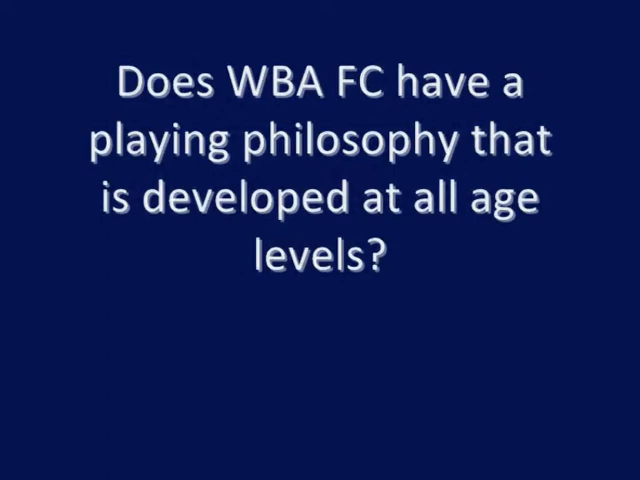 Does WBA FC have a
playing philosophy that
is developed at all age
levels?